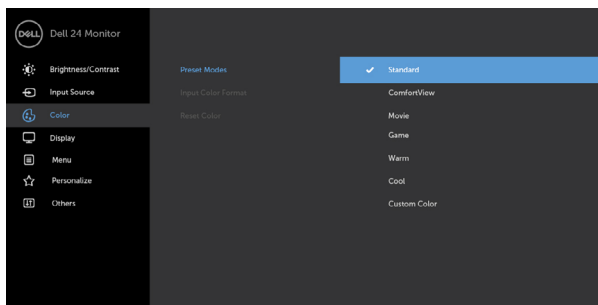 DELL
Dell 24 Monitor
Brightness/Contrast
Input Source
Color
Display
Menu
Personalize
Others
Preset Modes
Input Color Format
Reset Color
Standard
ComfortView
Movie
Game
Warm
Cool
Custom Color